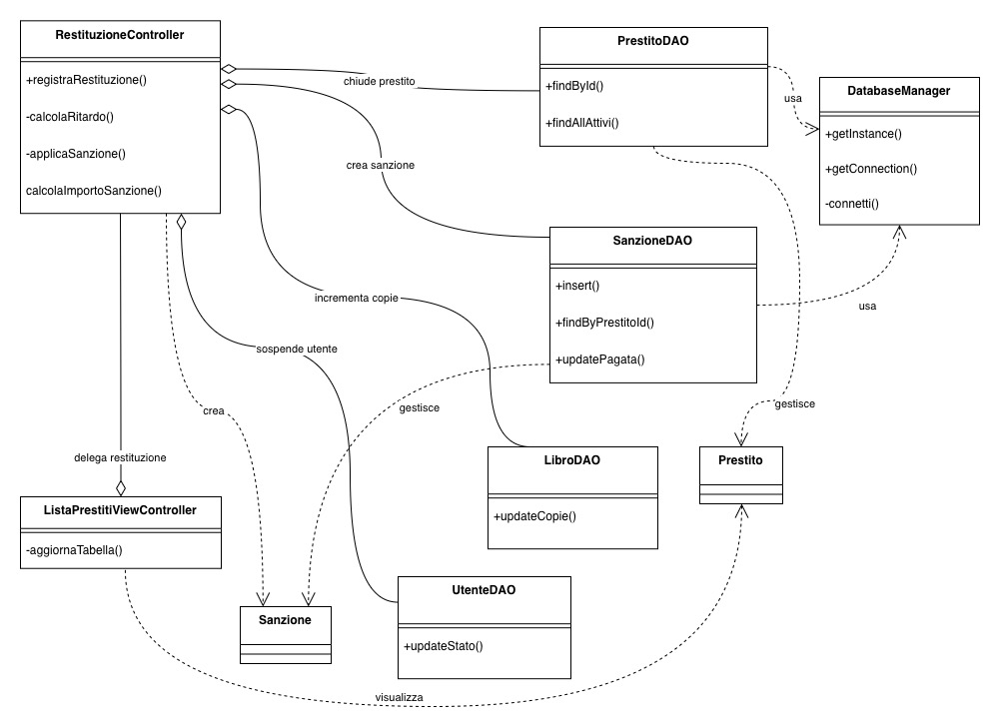 RestituzioneController
+registraRestituzione()
-calcolaRitardo()
-applicaSanzione()
calcolaImportoSanzione()
PrestitoDAO
+findById()
+findAllAttivi()
DatabaseManager
+getInstance()
+getConnection()
-connetti()
chiude prestito
usa
crea sanzione
SanzioneDAO
+insert()
+findByPrestitoId()
+updatePagata()
usa
incrementa copie
sospende utente
crea
gestisce
gestisce
delega restituzione
LibroDAO
+updateCopie()
Prestito
ListaPrestitiViewController
-aggiornaTabella()
UtenteDAO
+updateStato()
Sanzione
visualizza